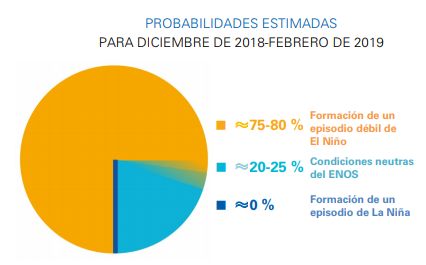 PROBABILIDADES ESTIMADAS
PARA DICIEMBRE DE 2018-FEBRERO DE 2019
≈75-80 % Formación de un
episodio débil de
El Niño
≈20-25 % Condiciones neutras
del ENOS
≈0 % Formación de un
episodio de La Niña